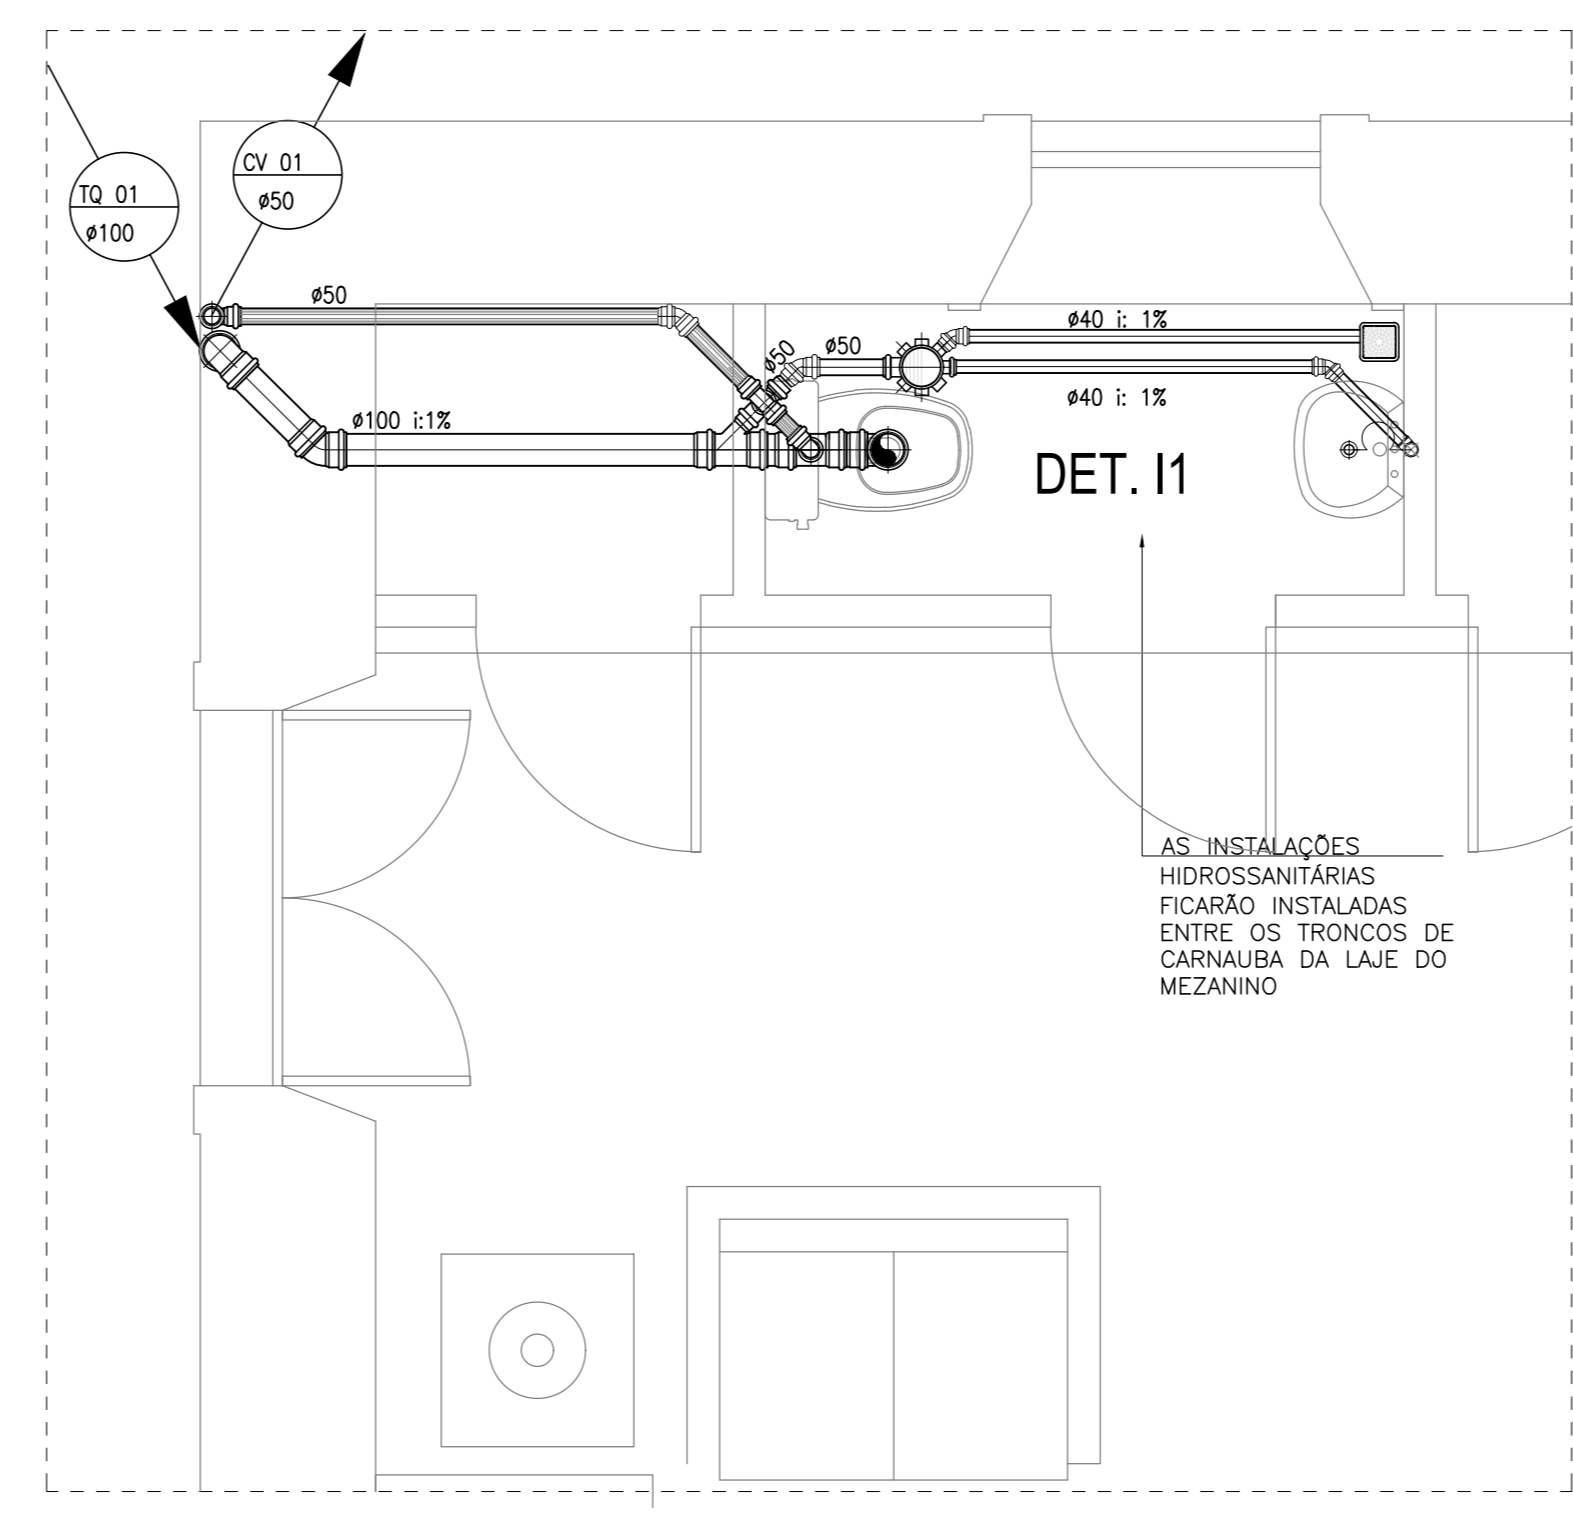 CV 01
ø50
TQ 01
ø100
ø50
ø40 i: 1%
ø50
ø50
ø40 i: 1%
ø100 i:1%
DET. I1
AS INSTALAÇÕES
HIDROSSANITÁRIAS
FICARÃO INSTALADAS
ENTRE OS TRONCOS DE
CARNAUBA DA LAJE DO
MEZANINO